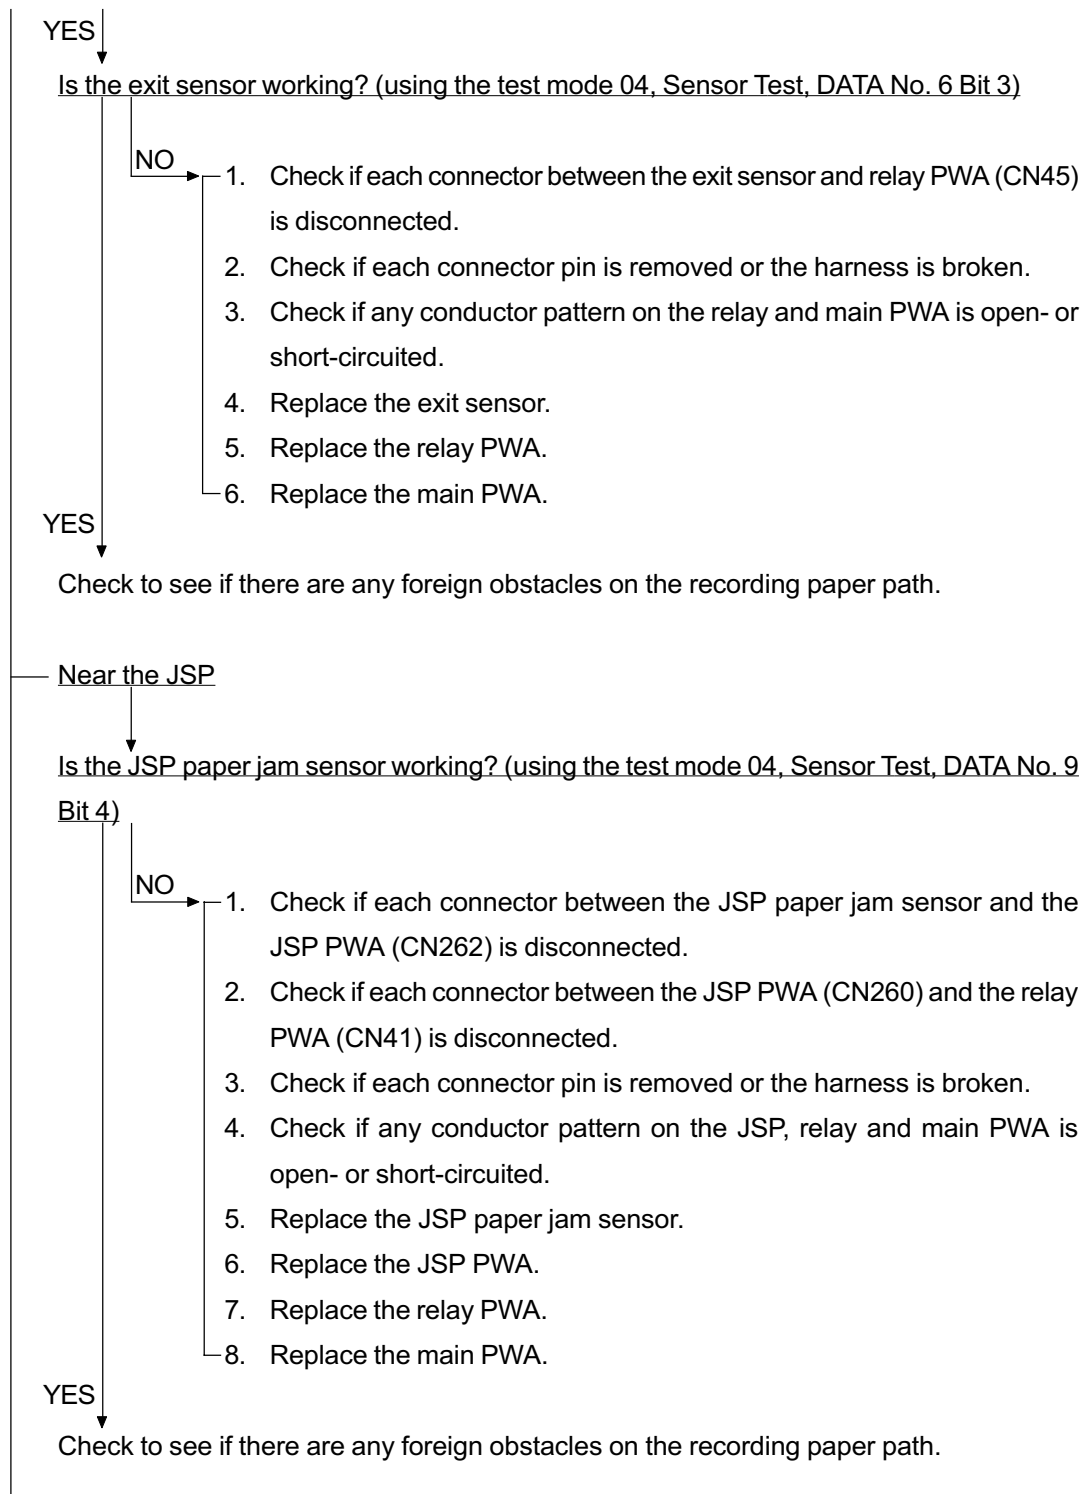 YES
Is the exit sensor working? (using the test mode 04, Sensor Test, DATA No. 6 Bit 3)
NO
1. Check if each connector between the exit sensor and relay PWA (CN45)
is disconnected.
2. Check if each connector pin is removed or the harness is broken.
3. Check if any conductor pattern on the relay and main PWA is open- or
short-circuited.
4. Replace the exit sensor.
5. Replace the relay PWA.
6. Replace the main PWA.
YES
Check to see if there are any foreign obstacles on the recording paper path.
Near the JSP
Is the JSP paper jam sensor working? (using the test mode 04, Sensor Test, DATA No. 9
Bit 4)
NO
1. Check if each connector between the JSP paper jam sensor and the
JSP PWA (CN262) is disconnected.
2. Check if each connector between the JSP PWA (CN260) and the relay
PWA (CN41) is disconnected.
3. Check if each connector pin is removed or the harness is broken.
4. Check if any conductor pattern on the JSP, relay and main PWA is
open- or short-circuited.
5. Replace the JSP paper jam sensor.
6. Replace the JSP PWA.
7. Replace the relay PWA.
8. Replace the main PWA.
YES
Check to see if there are any foreign obstacles on the recording paper path.